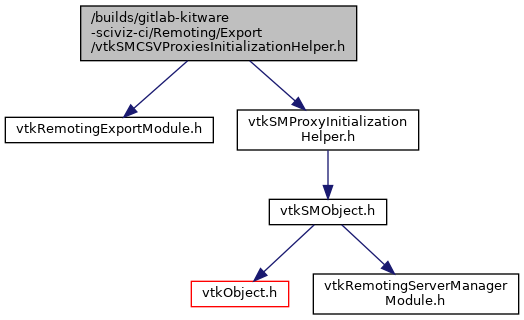 /builds/gitlab-kitware
-sciviz-ci/Remoting/Export
/vtkSMCSVProxiesInitializationHelper.h
vtkRemotingExportModule.h
vtkSMProxyInitialization
Helper.h
vtkSMObject.h
vtkObject.h
vtkRemotingServerManager
Module.h